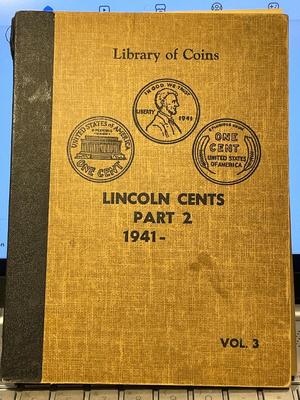 Library of Coins
IN GOD WE TRUST
LIBERTY
1941
UNITED STATES OF AMERICA
ONE CENT
ONE
CENT
UNITED STATES
OF AMERICA
LINCOLN CENTS
PART 2
1941-
VOL. 3